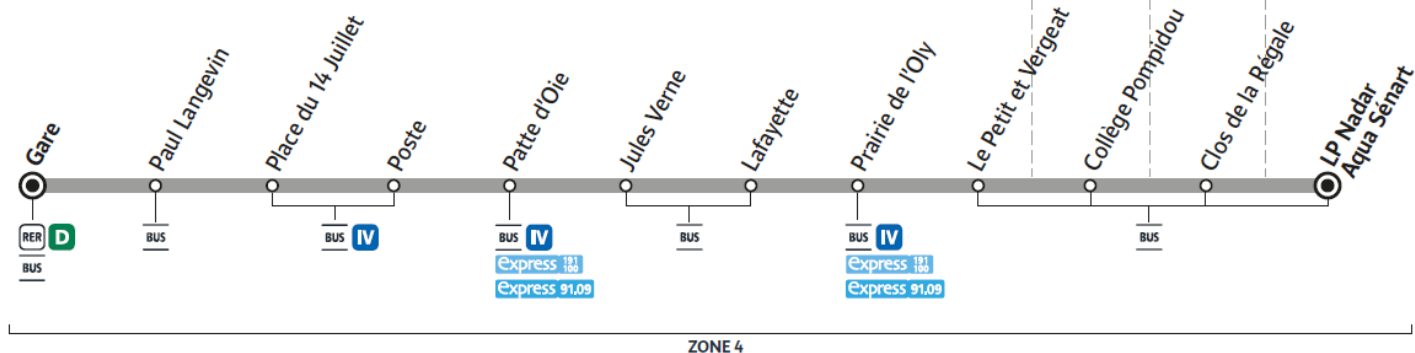 Gare
Paul Langevin
Place du 14 Juillet
Poste
Patte d'Oie
Jules Verne
Lafayette
Prairie de l'Oly
Le Petit et Vergeat
Collège Pompidou
Clos de la Régale
LP Nadar
Aqua Sénart
RER D
BUS
BUS
BUS IV
BUS IV
express 191 100
express 91.09
BUS
BUS IV
express 191 100
express 91.09
BUS
ZONE 4